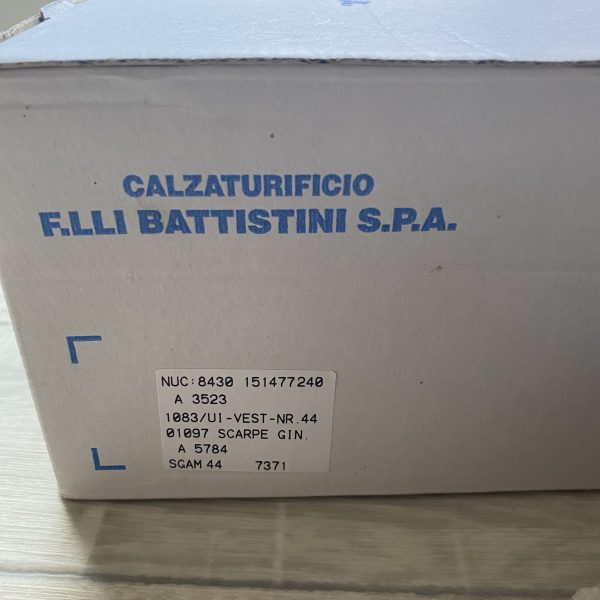 CALZATURIFICIO
F.LLI BATTISTINI S.P.A.
NUC:8430 151477240
A 3523
1083/UI-VEST-NR.44
01097 SCARPE GIN.
A 5784
SGAM 44 7371